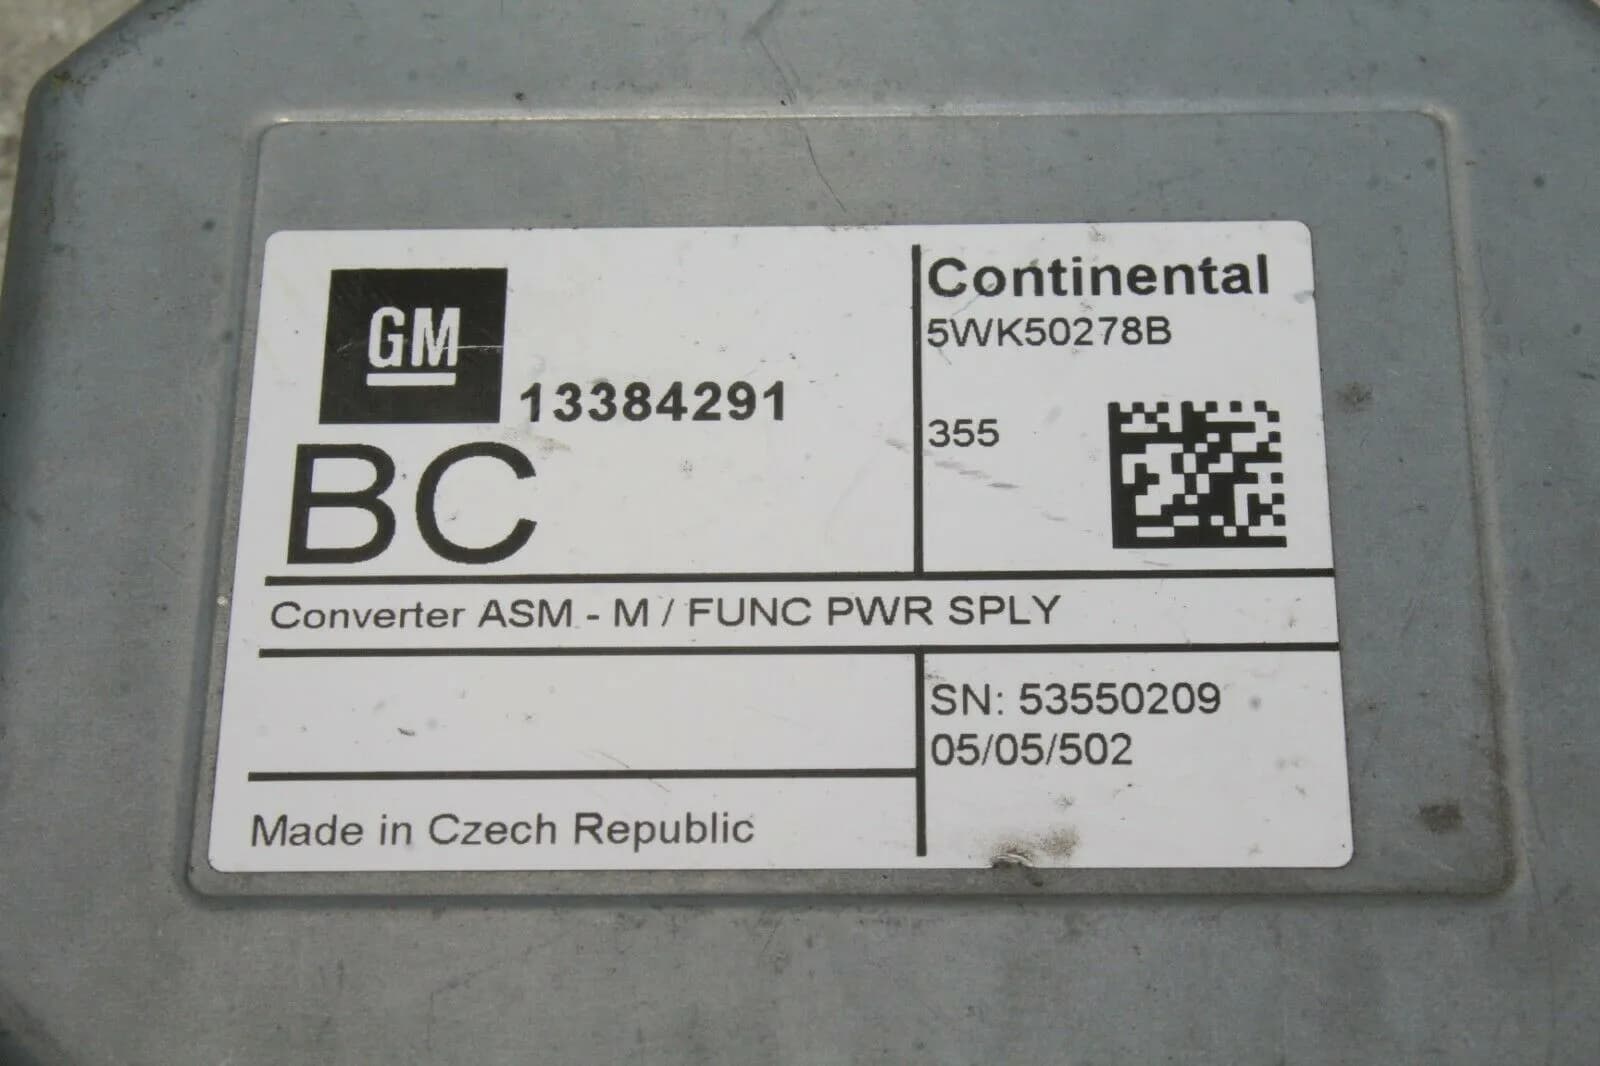 GM
13384291
BC
Continental
5WK50278B
355
Converter ASM - M / FUNC PWR SPLY
SN: 53550209
05/05/502
Made in Czech Republic